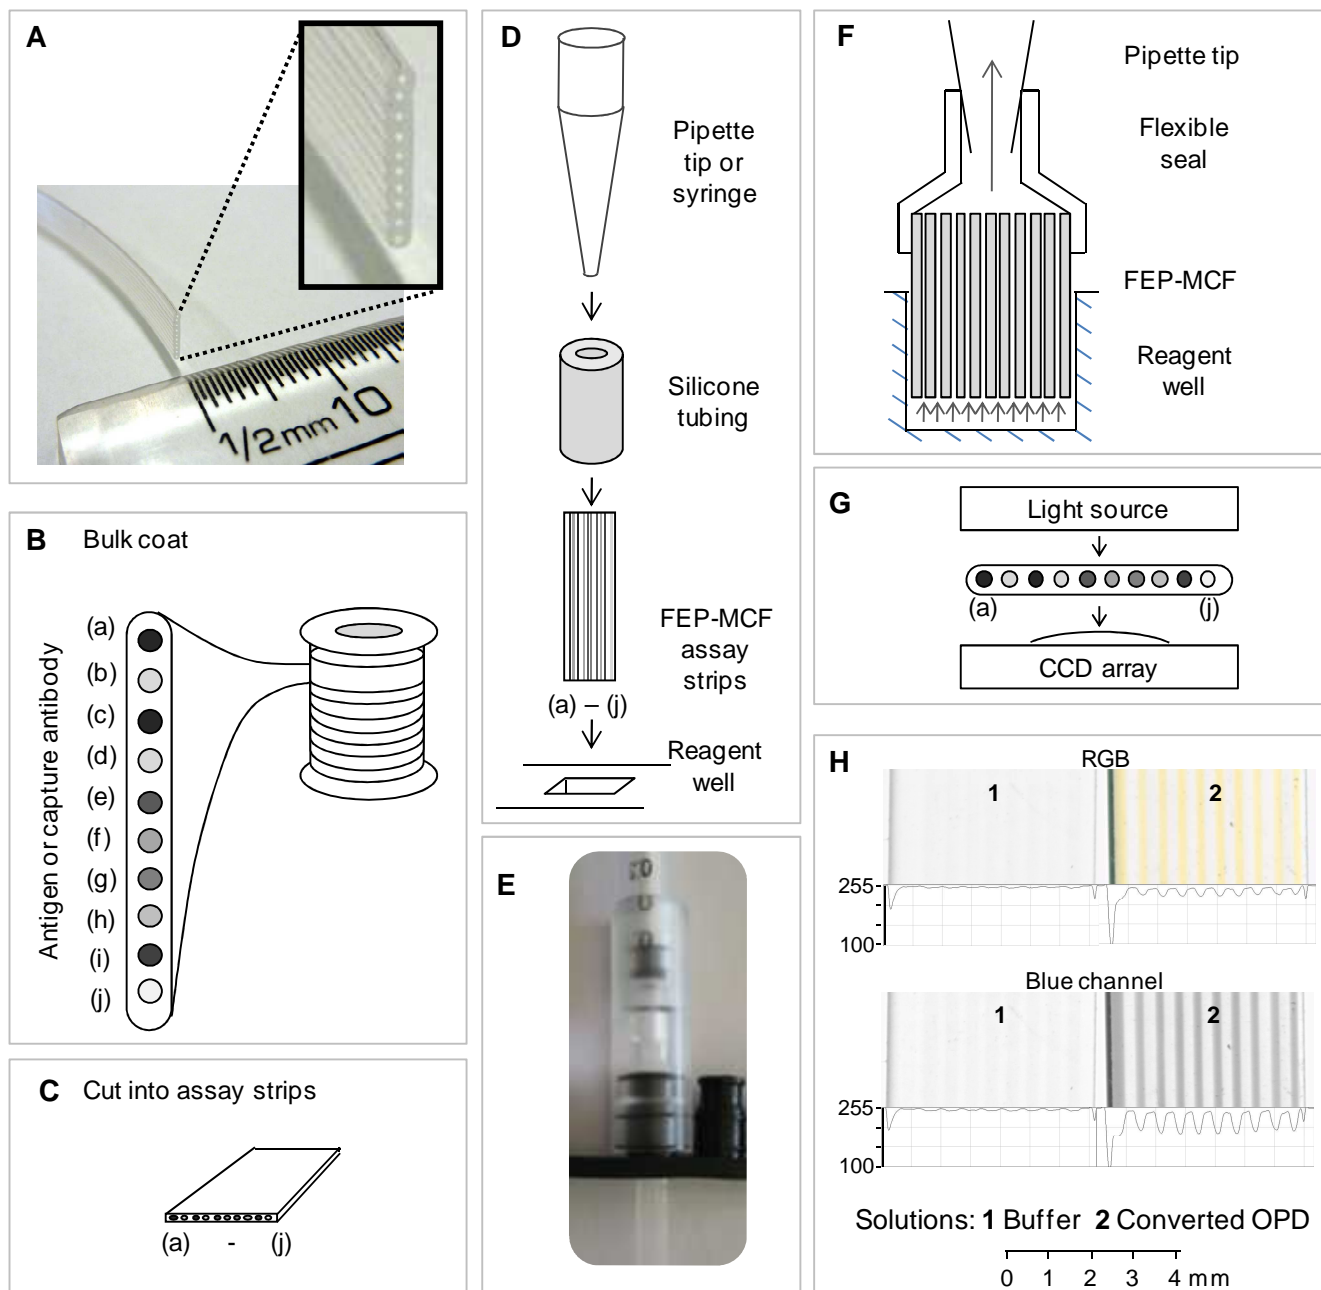 A
1/2mm 10
B Bulk coat
Antigen or capture antibody
(a)
(b)
(c)
(d)
(e)
(f)
(g)
(h)
(i)
(j)
C Cut into assay strips
(a) - (j)
D
Pipette
tip or
syringe
Silicone
tubing
FEP-MCF
assay
strips
(a) – (j)
Reagent
well
E
F
Pipette tip
Flexible
seal
FEP-MCF
Reagent
well
G
Light source
(a) (j)
CCD array
H
RGB
1 2
255
100
Blue channel
1 2
255
100
Solutions: 1 Buffer 2 Converted OPD
0 1 2 3 4 mm